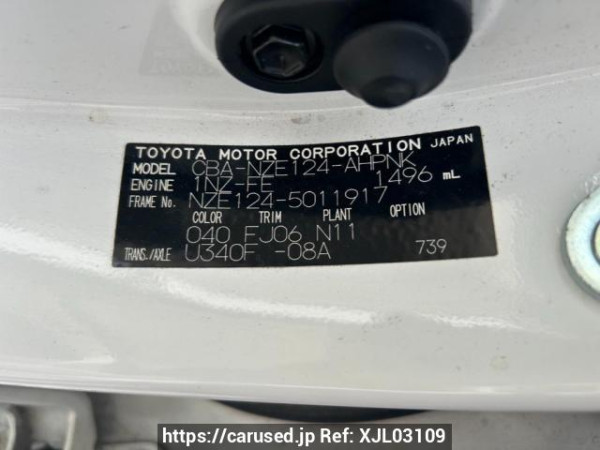 TOYOTA MOTOR CORPORATION JAPAN
MODEL CBA-NZE124-AHPNK
ENGINE 1NZ-FE 1496 mL
FRAME No. NZE124-5011917
COLOR TRIM PLANT OPTION
040 FJ06 N11
TRANS./AXLE U340F -08A 739
https://carused.jp Ref: XJL03109